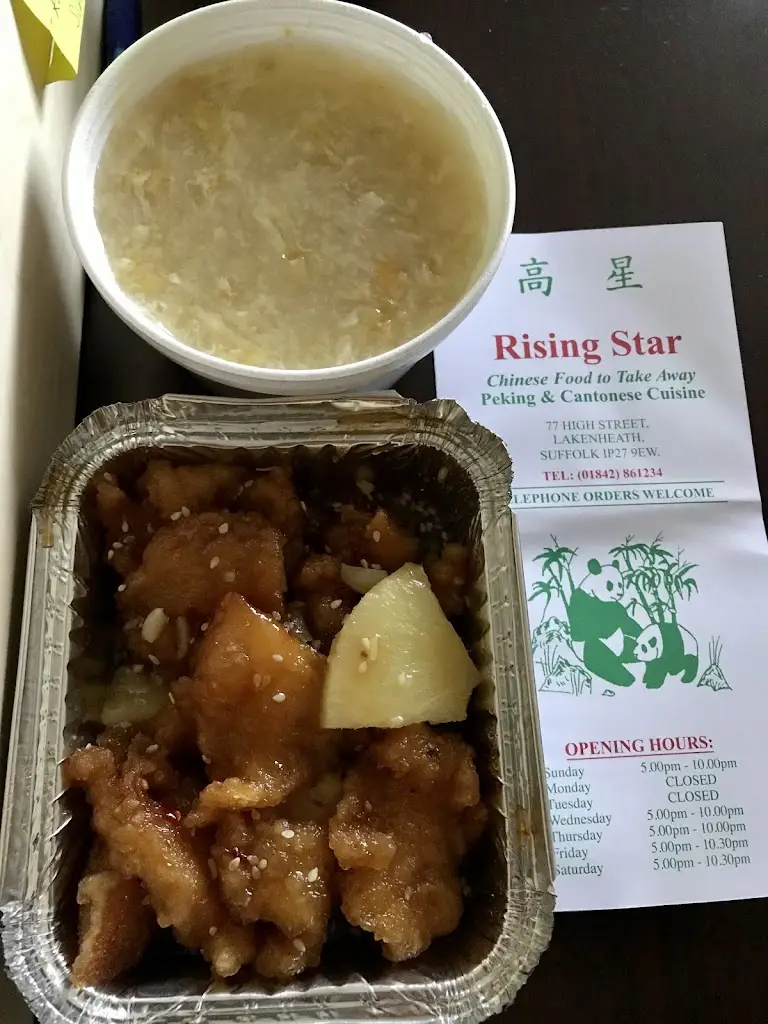 高 星
Rising Star
Chinese Food to Take Away
Peking & Cantonese Cuisine
77 HIGH STREET,
LAKENHEATH,
SUFFOLK IP27 9EW.
TEL: (01842) 861234
ELEPHONE ORDERS WELCOME
OPENING HOURS:
Sunday 5.00pm - 10.00pm
Monday CLOSED
Tuesday CLOSED
Wednesday 5.00pm - 10.00pm
Thursday 5.00pm - 10.00pm
Friday 5.00pm - 10.30pm
Saturday 5.00pm - 10.30pm